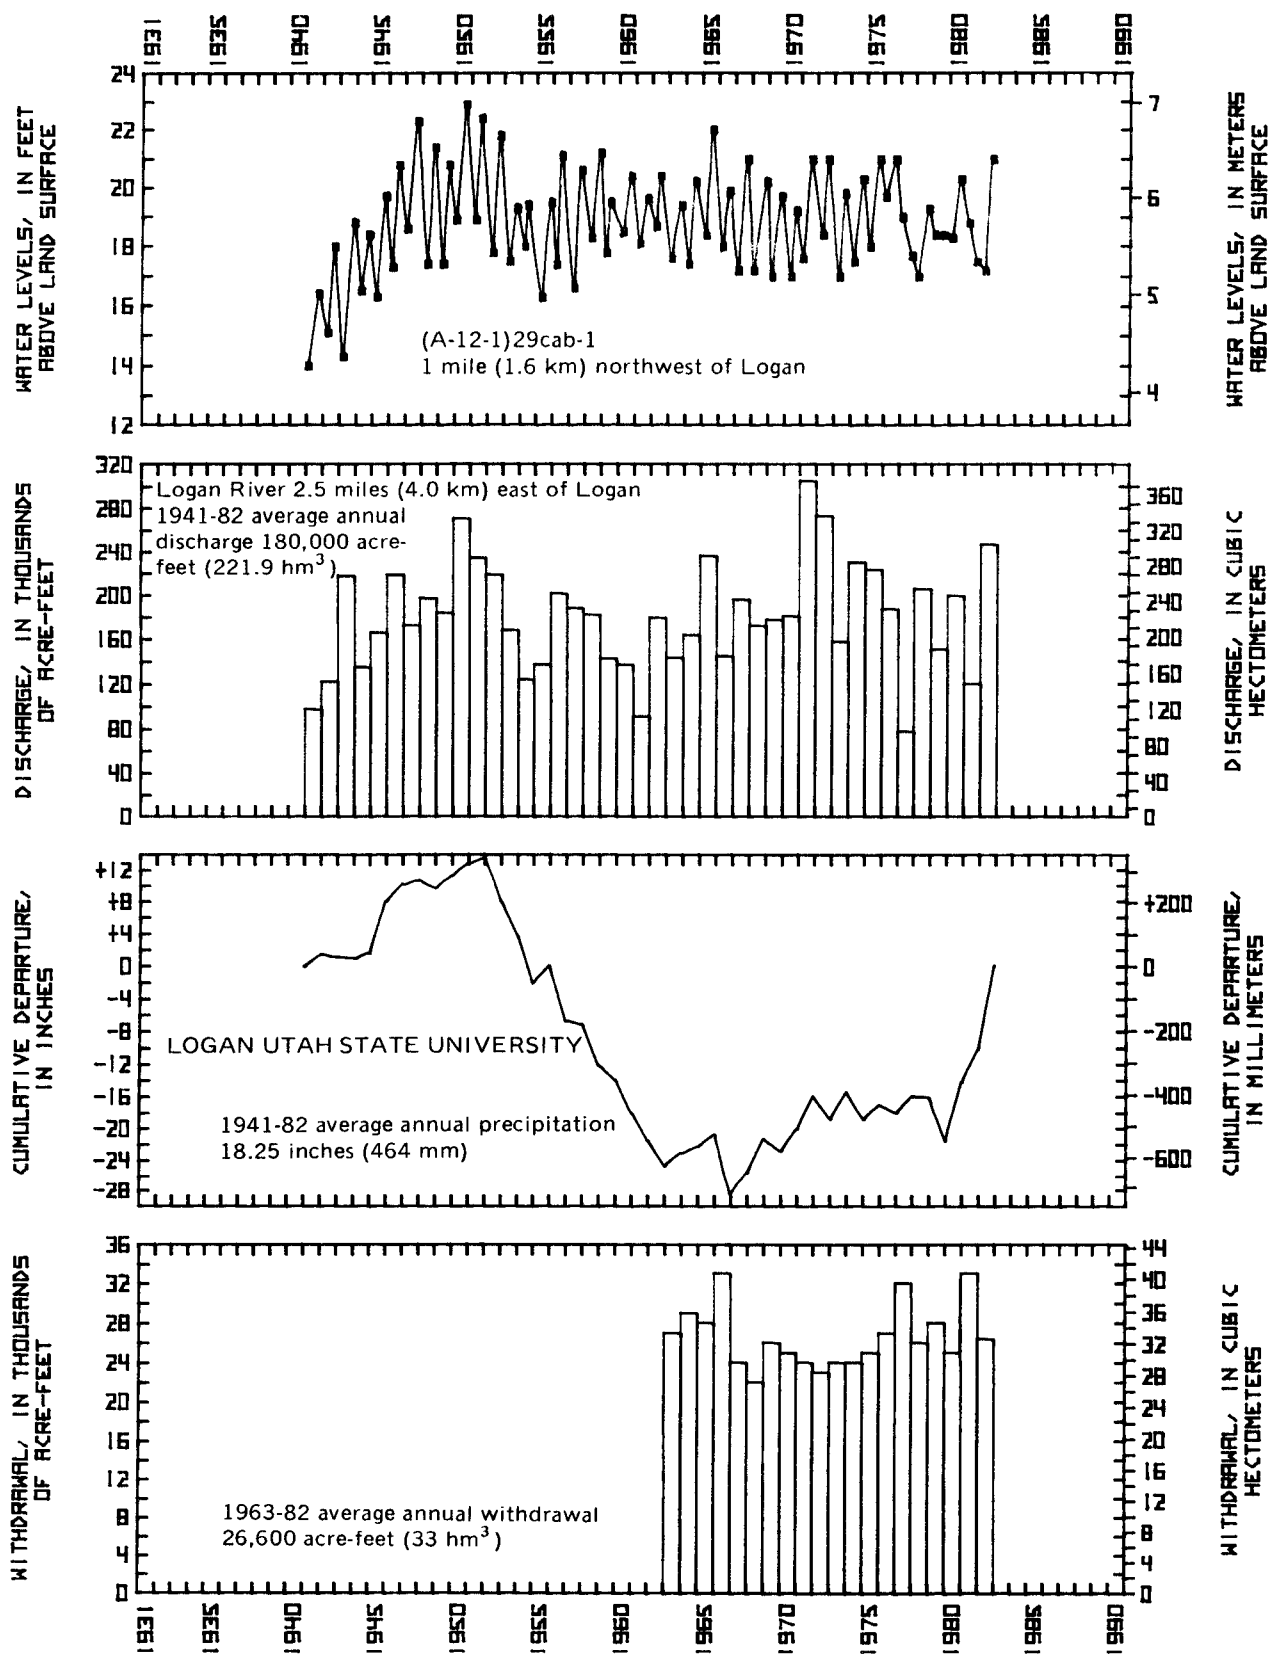 1931 1935 1940 1945 1950 1955 1960 1965 1970 1975 1980 1985 1990
WATER LEVELS, IN FEET
ABOVE LAND SURFACE
24
22
20
18
16
14
12
(A-12-1)29cab-1
1 mile (1.6 km) northwest of Logan
7
6
5
4
WATER LEVELS, IN METERS
ABOVE LAND SURFACE
DISCHARGE, IN THOUSANDS
OF ACRE-FEET
320
280
240
200
160
120
80
40
0
Logan River 2.5 miles (4.0 km) east of Logan
1941-82 average annual
discharge 180,000 acre-
feet (221.9 hm³)
360
320
280
240
200
160
120
80
40
0
DISCHARGE, IN CUBIC
HECTOMETERS
CUMULATIVE DEPARTURE,
IN INCHES
+12
+8
+4
0
-4
-8
-12
-16
-20
-24
-28
LOGAN UTAH STATE UNIVERSITY
1941-82 average annual precipitation
18.25 inches (464 mm)
+200
0
-200
-400
-600
CUMULATIVE DEPARTURE,
IN MILLIMETERS
WITHDRAWAL, IN THOUSANDS
OF ACRE-FEET
36
32
28
24
20
16
12
8
4
0
1963-82 average annual withdrawal
26,600 acre-feet (33 hm³)
44
40
36
32
28
24
20
16
12
8
4
0
WITHDRAWAL, IN CUBIC
HECTOMETERS
1931 1935 1940 1945 1950 1955 1960 1965 1970 1975 1980 1985 1990